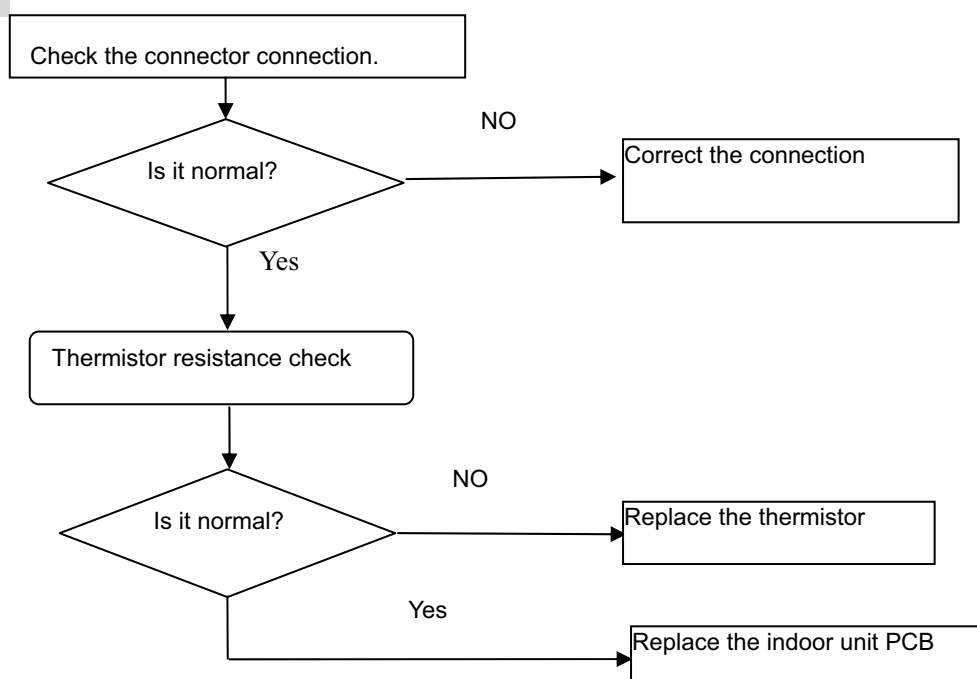 Check the connector connection.
NO
Is it normal?
Correct the connection
Yes
Thermistor resistance check
NO
Is it normal?
Replace the thermistor
Yes
Replace the indoor unit PCB